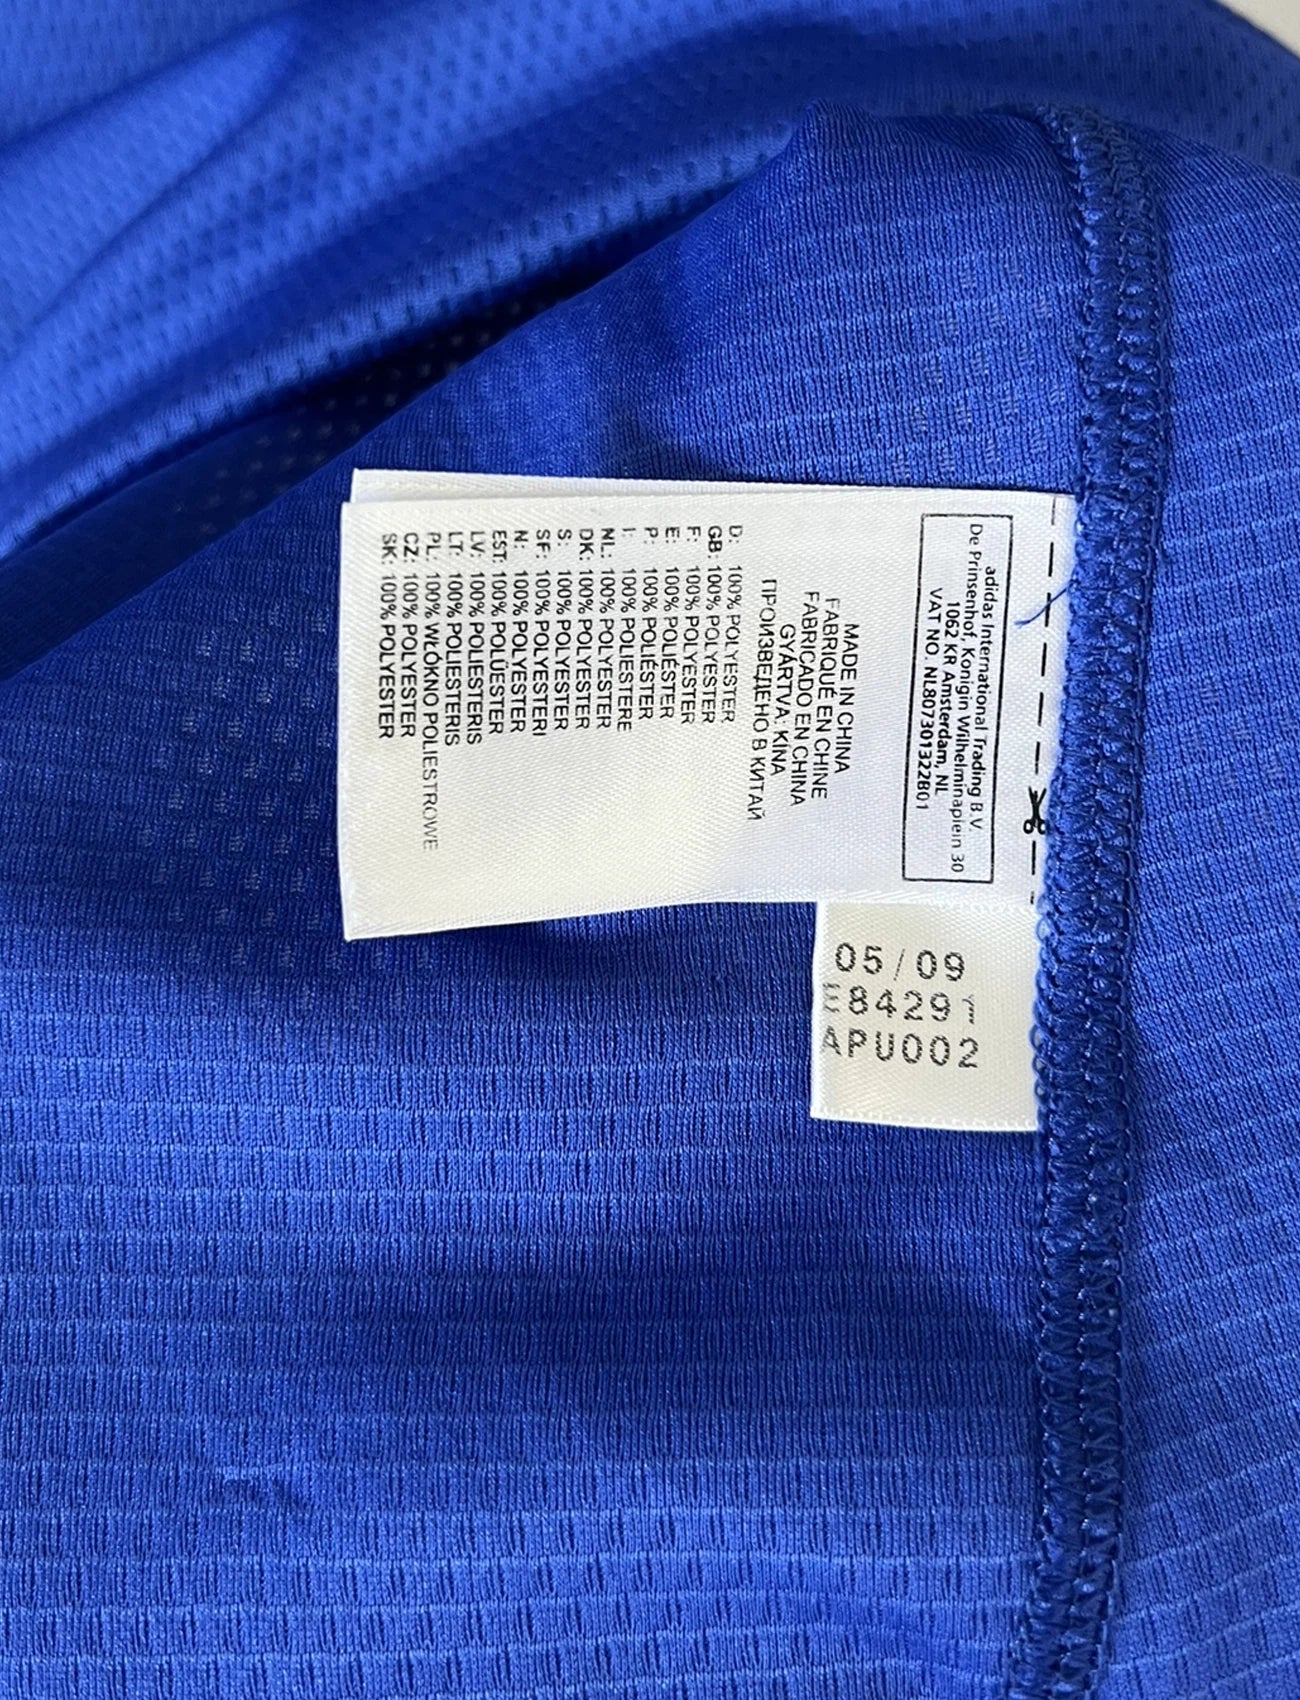 adidas International Trading B.V.
De Prinsenhof, Konigin Wilhelminaplein 30
1062 KR Amsterdam, NL
VAT NO. NL807301322B01
MADE IN CHINA
FABRIQUÉ EN CHINE
FABRICADO EN CHINA
GYÁRTVA: KÍNA
ПРОИЗВЕДЕНО В КИТАЙ
D: 100% POLYESTER
GB: 100% POLYESTER
F: 100% POLYESTER
E: 100% POLIÉSTER
P: 100% POLIÉSTER
I: 100% POLIESTERE
NL: 100% POLYESTER
DK: 100% POLYESTER
S: 100% POLYESTER
SF: 100% POLYESTERI
N: 100% POLYESTER
EST: 100% POLÜESTER
LV: 100% POLIESTERIS
LT: 100% POLIESTERIS
PL: 100% WŁÓKNO POLIESTROWE
CZ: 100% POLYESTER
SK: 100% POLYESTER
05/09
APU002